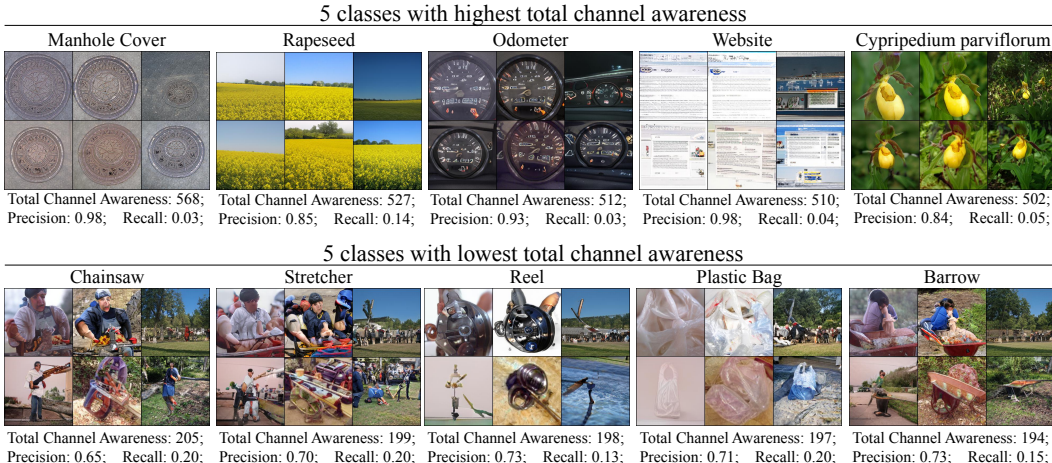 5 classes with highest total channel awareness
Manhole Cover Rapeseed Odometer Website Cypripedium parviflorum
Total Channel Awareness: 568; Total Channel Awareness: 527; Total Channel Awareness: 512; Total Channel Awareness: 510; Total Channel Awareness: 502;
Precision: 0.98; Recall: 0.03; Precision: 0.85; Recall: 0.14; Precision: 0.93; Recall: 0.03; Precision: 0.98; Recall: 0.04; Precision: 0.84; Recall: 0.05;
5 classes with lowest total channel awareness
Chainsaw Stretcher Reel Plastic Bag Barrow
Total Channel Awareness: 205; Total Channel Awareness: 199; Total Channel Awareness: 198; Total Channel Awareness: 197; Total Channel Awareness: 194;
Precision: 0.65; Recall: 0.20; Precision: 0.70; Recall: 0.20; Precision: 0.73; Recall: 0.13; Precision: 0.71; Recall: 0.20; Precision: 0.73; Recall: 0.15;